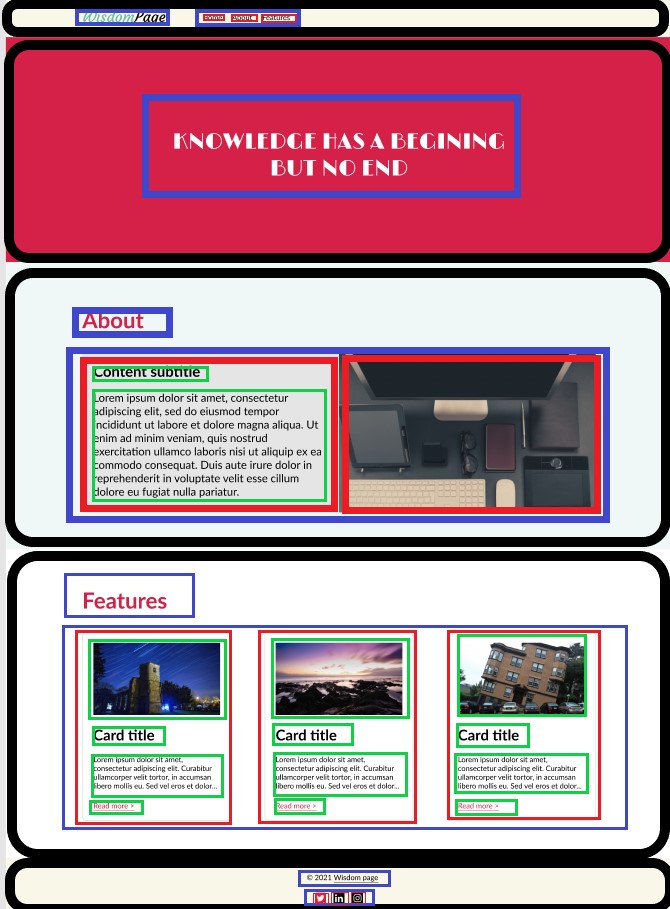 WisdomPage
Home About Features
KNOWLEDGE HAS A BEGINING
BUT NO END
About
Content subtitle
Lorem ipsum dolor sit amet, consectetur
adipiscing elit, sed do eiusmod tempor
incididunt ut labore et dolore magna aliqua. Ut
enim ad minim veniam, quis nostrud
exercitation ullamco laboris nisi ut aliquip ex ea
commodo consequat. Duis aute irure dolor in
reprehenderit in voluptate velit esse cillum
dolore eu fugiat nulla pariatur.
Features
Card title
Lorem ipsum dolor sit amet,
consectetur adipiscing elit. Curabitur
ullamcorper velit tortor, in accumsan
libero mollis eu. Sed vel eros et dolor...
Read more >
Card title
Lorem ipsum dolor sit amet,
consectetur adipiscing elit. Curabitur
ullamcorper velit tortor, in accumsan
libero mollis eu. Sed vel eros et dolor...
Read more >
Card title
Lorem ipsum dolor sit amet,
consectetur adipiscing elit. Curabitur
ullamcorper velit tortor, in accumsan
libero mollis eu. Sed vel eros et dolor...
Read more >
© 2021 Wisdom page
in